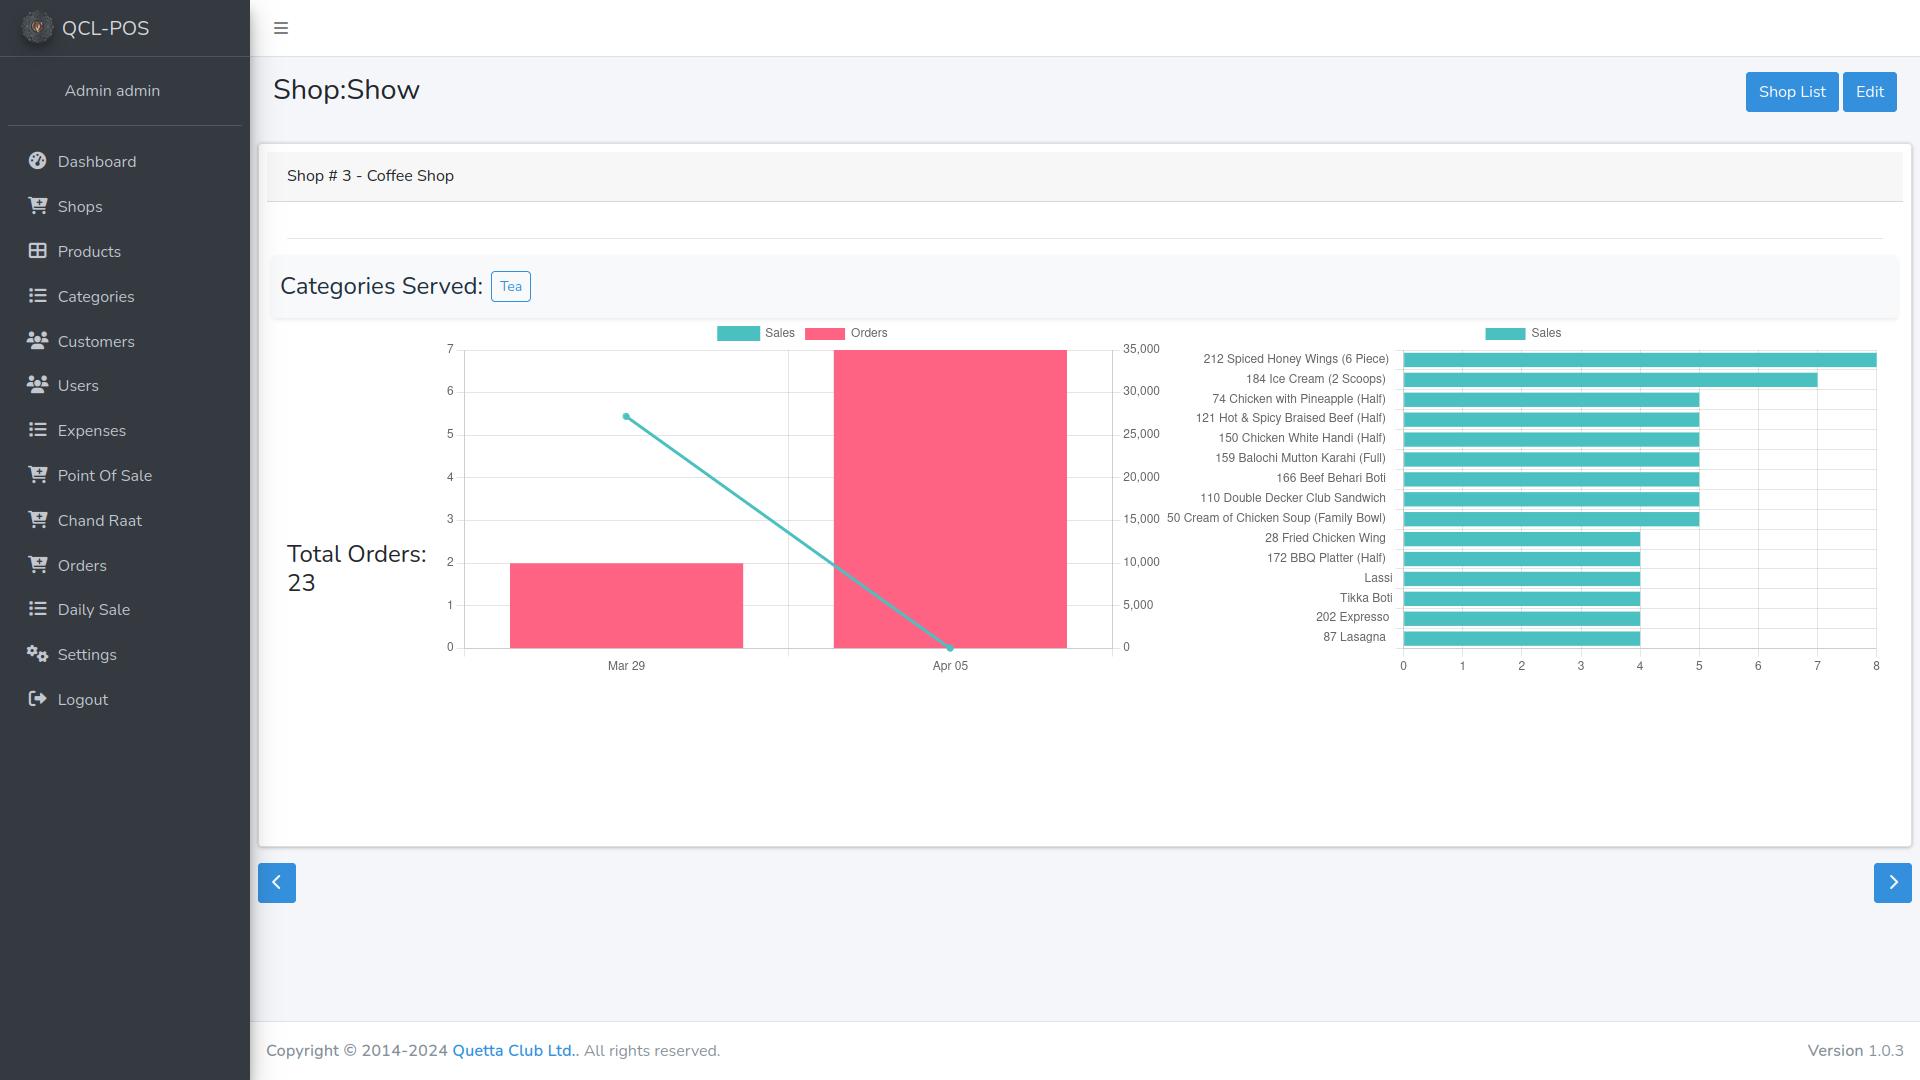 QCL-POS
Admin admin
Dashboard
Shops
Products
Categories
Customers
Users
Expenses
Point Of Sale
Chand Raat
Orders
Daily Sale
Settings
Logout
Shop:Show
Shop List
Edit
Shop # 3 - Coffee Shop
Categories Served: Tea
Total Orders:
23
Sales Orders
7
6
5
4
3
2
1
0
35,000
30,000
25,000
20,000
15,000
10,000
5,000
0
Mar 29 Apr 05
Sales
212 Spiced Honey Wings (6 Piece)
184 Ice Cream (2 Scoops)
74 Chicken with Pineapple (Half)
121 Hot & Spicy Braised Beef (Half)
150 Chicken White Handi (Half)
159 Balochi Mutton Karahi (Full)
166 Beef Behari Boti
110 Double Decker Club Sandwich
50 Cream of Chicken Soup (Family Bowl)
28 Fried Chicken Wing
172 BBQ Platter (Half)
Lassi
Tikka Boti
202 Expresso
87 Lasagna
0 1 2 3 4 5 6 7 8
Copyright © 2014-2024 Quetta Club Ltd.. All rights reserved.
Version 1.0.3